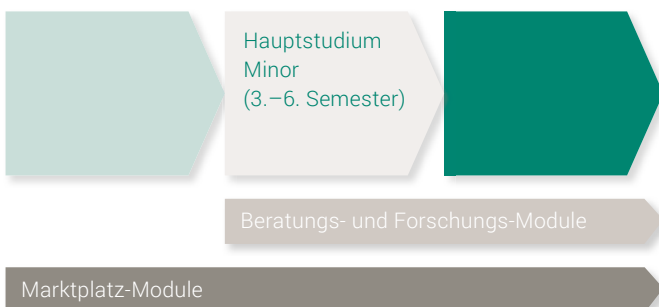 Hauptstudium
Minor
(3.–6. Semester)
Beratungs- und Forschungs-Module
Marktplatz-Module